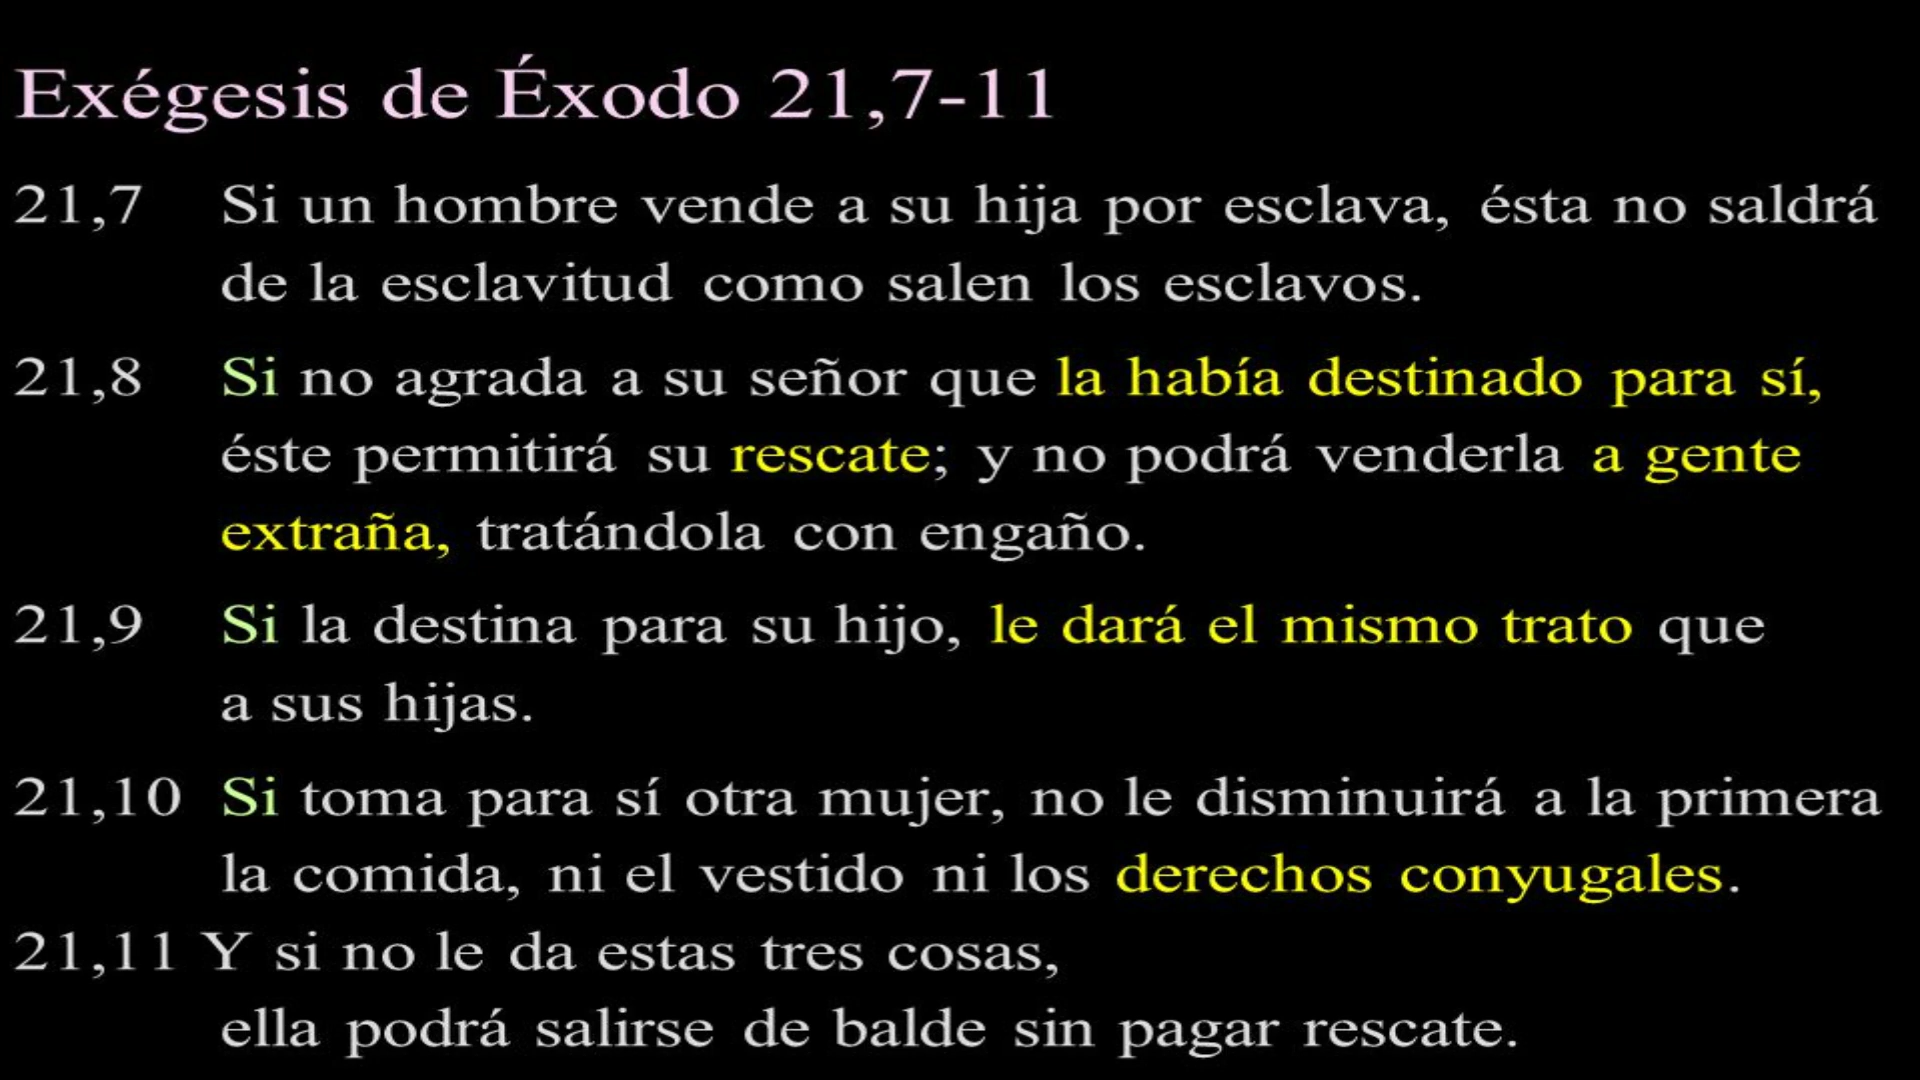 Exégesis de Éxodo 21,7-11
21,7 Si un hombre vende a su hija por esclava, ésta no saldrá
de la esclavitud como salen los esclavos.
21,8 Si no agrada a su señor que la había destinado para sí,
éste permitirá su rescate; y no podrá venderla a gente
extraña, tratándola con engaño.
21,9 Si la destina para su hijo, le dará el mismo trato que
a sus hijas.
21,10 Si toma para sí otra mujer, no le disminuirá a la primera
la comida, ni el vestido ni los derechos conyugales.
21,11 Y si no le da estas tres cosas,
ella podrá salirse de balde sin pagar rescate.